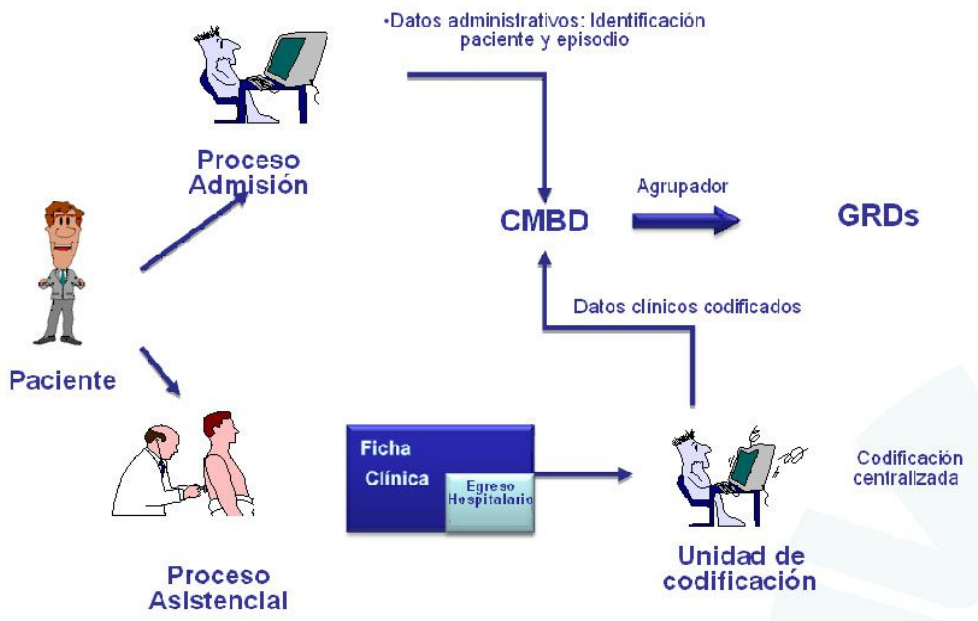 •Datos administrativos: Identificación
paciente y episodio
Proceso
Admisión
Agrupador
CMBD
GRDs
Datos clínicos codificados
Paciente
Ficha
Clínica
Egreso
Hospitalario
Codificación
centralizada
Unidad de
codificación
Proceso
Asistencial